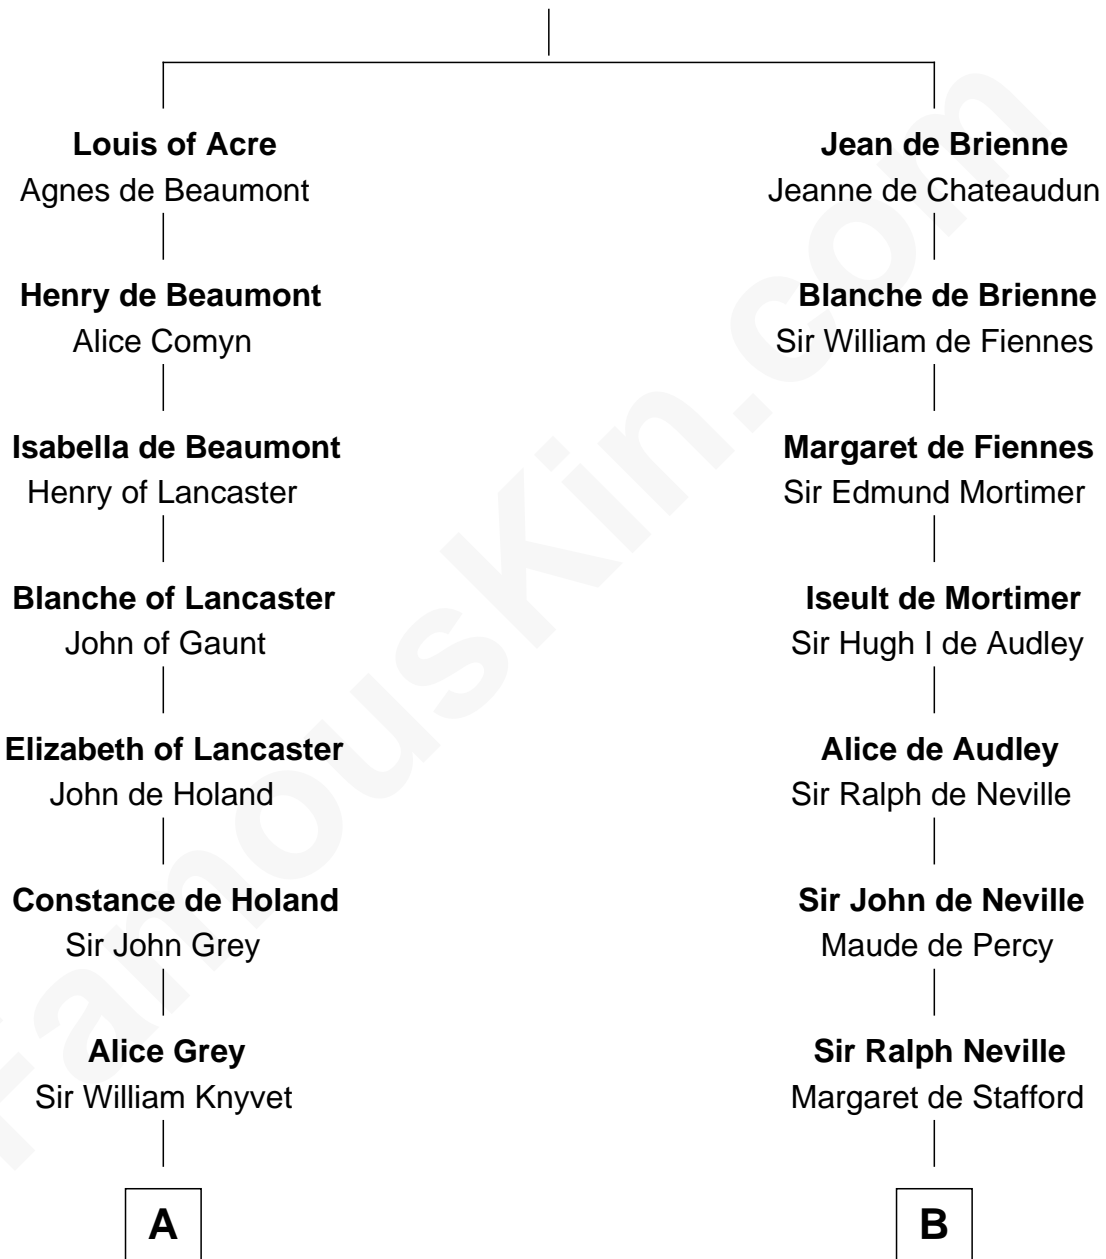 Louis of Acre
Agnes de Beaumont
Henry de Beaumont
Alice Comyn
Isabella de Beaumont
Henry of Lancaster
Blanche of Lancaster
John of Gaunt
Elizabeth of Lancaster
John de Holand
Constance de Holand
Sir John Grey
Alice Grey
Sir William Knyvet
A
Jean de Brienne
Jeanne de Chateaudun
Blanche de Brienne
Sir William de Fiennes
Margaret de Fiennes
Sir Edmund Mortimer
Iseult de Mortimer
Sir Hugh I de Audley
Alice de Audley
Sir Ralph de Neville
Sir John de Neville
Maude de Percy
Sir Ralph Neville
Margaret de Stafford
B
FamousKin.com